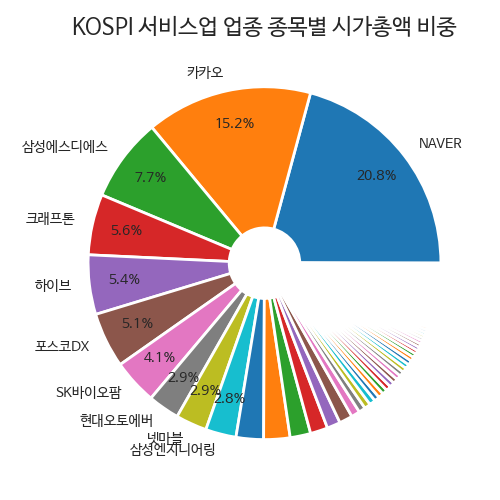 KOSPI 서비스업 업종 종목별 시가총액 비중
카카오
15.2%
NAVER
20.8%
삼성에스디에스
7.7%
크래프톤
5.6%
하이브
5.4%
포스코DX
5.1%
SK바이오팜
4.1%
현대오토에버
2.9%
넷마블
2.9%
삼성엔지니어링
2.8%